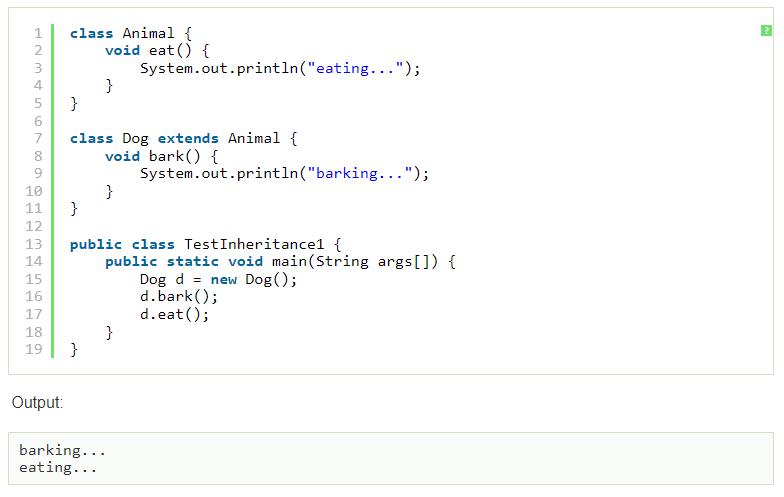 1 class Animal {
2     void eat() {
3         System.out.println("eating...");
4     }
5 }
6
7 class Dog extends Animal {
8     void bark() {
9         System.out.println("barking...");
10     }
11 }
12
13 public class TestInheritance1 {
14     public static void main(String args[]) {
15         Dog d = new Dog();
16         d.bark();
17         d.eat();
18     }
19 }
?
Output:
barking...
eating...